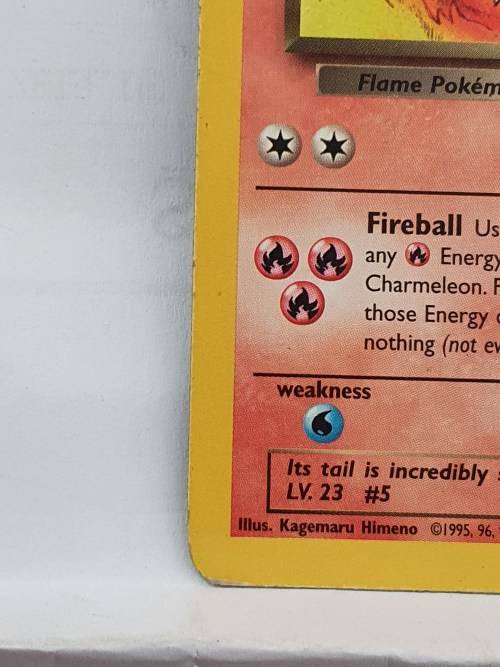 Flame Pokém
Fireball Us
any Energy
Charmeleon. F
those Energy
nothing (not ev
weakness
Its tail is incredibly
LV. 23 #5
Illus. Kagemaru Himeno ©1995, 96,